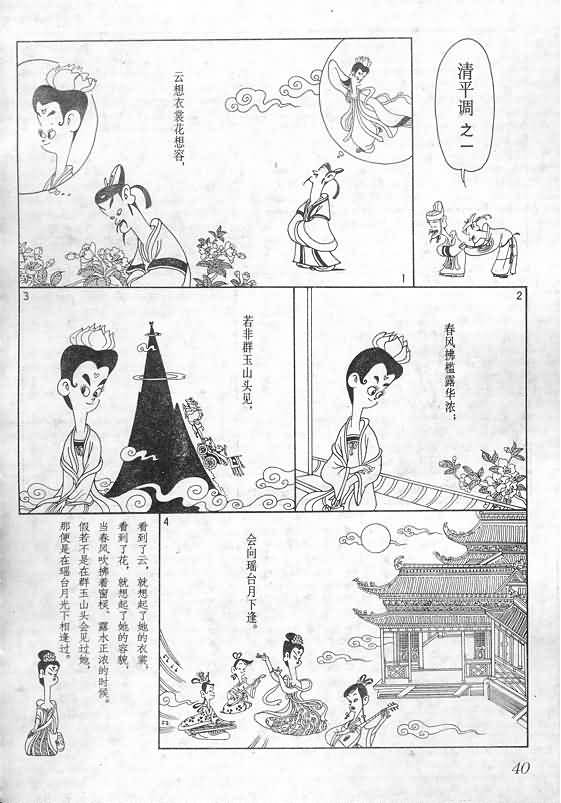 清平调 之一
云想衣裳花想容，
1
春风拂槛露华浓；
2
若非群玉山头见，
3
会向瑶台月下逢。
4
看到了云，就想起了她的衣裳。
看到了花，就想起了她的容貌，
当春风吹拂着窗棂，露水正浓的时候。
假若不是在群玉山头会见过她，
那便是在瑶台月光下相逢过。
40